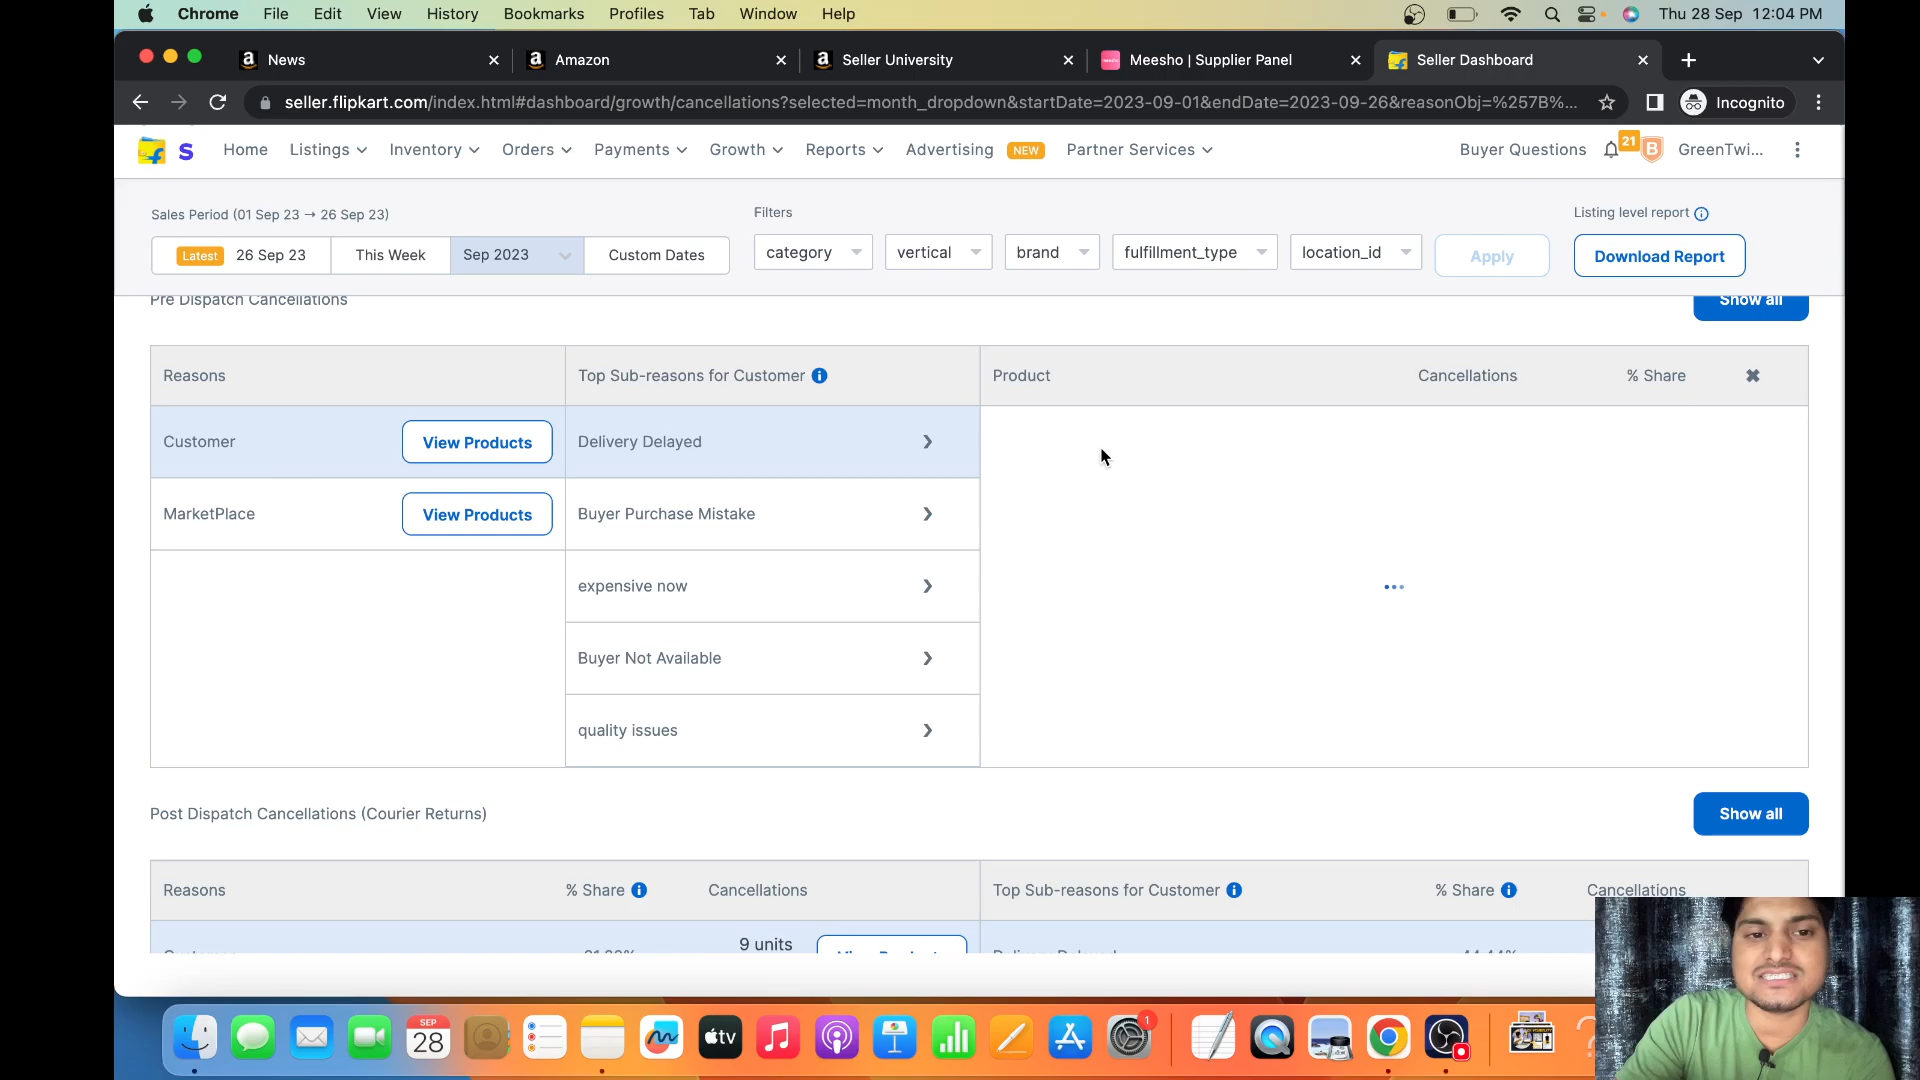 Chrome File Edit View History Bookmarks Profiles Tab Window Help Thu 28 Sep 12:04 PM
News Amazon Seller University Meesho | Supplier Panel Seller Dashboard
seller.flipkart.com/index.html#dashboard/growth/cancellations?selected=month_dropdown&startDate=2023-09-01&endDate=2023-09-26&reasonObj=%257B%... Incognito
Home Listings Inventory Orders Payments Growth Reports Advertising NEW Partner Services Buyer Questions 21 B GreenTwi...
Sales Period (01 Sep 23 → 26 Sep 23) Filters Listing level report
Latest 26 Sep 23 This Week Sep 2023 Custom Dates category vertical brand fulfillment_type location_id Apply Download Report
Pre Dispatch Cancellations Show all
Reasons Top Sub-reasons for Customer Product Cancellations % Share
Customer View Products Delivery Delayed
MarketPlace View Products Buyer Purchase Mistake
expensive now
Buyer Not Available
quality issues
Post Dispatch Cancellations (Courier Returns) Show all
Reasons % Share Cancellations Top Sub-reasons for Customer % Share Cancellations
9 units
SEP
28
tv
1